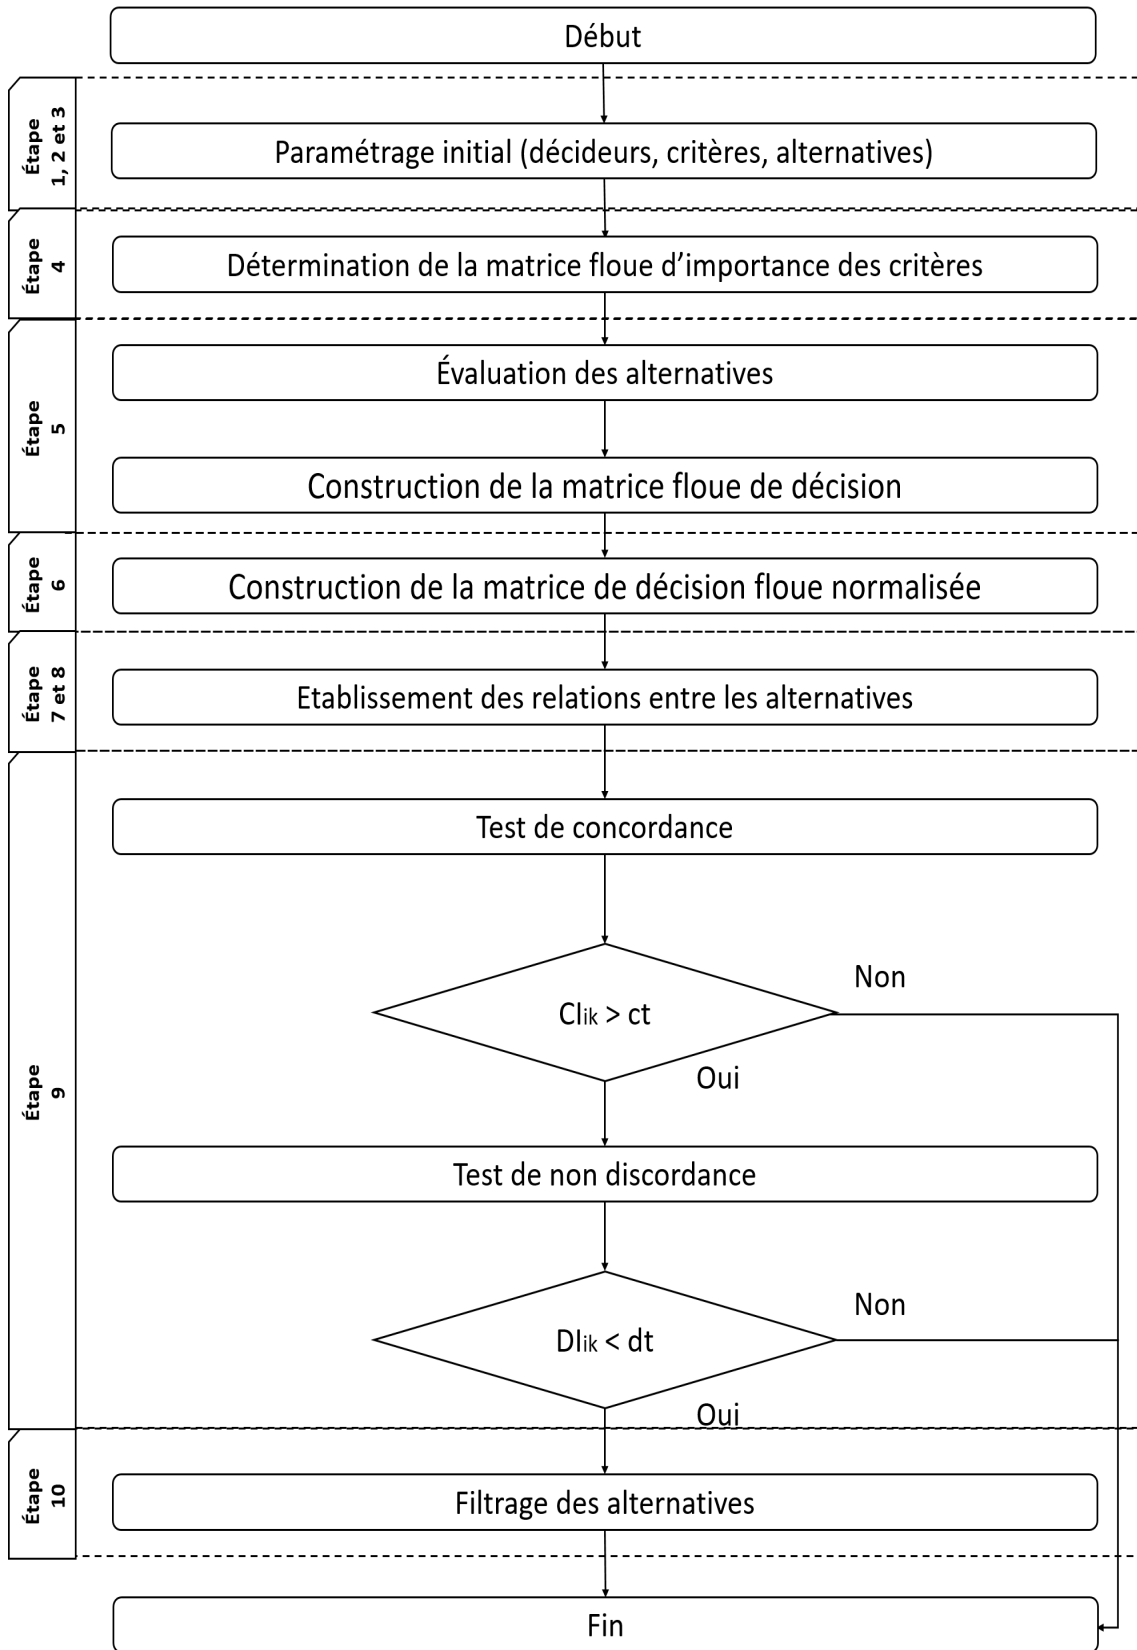 Début
Étape
1, 2 et 3
Paramétrage initial (décideurs, critères, alternatives)
Étape
4
Détermination de la matrice floue d’importance des critères
Étape
5
Évaluation des alternatives
Construction de la matrice floue de décision
Étape
6
Construction de la matrice de décision floue normalisée
Étape
7 et 8
Etablissement des relations entre les alternatives
Étape
9
Test de concordance
CIik > ct
Non
Oui
Test de non discordance
DIik < dt
Non
Oui
Étape
10
Filtrage des alternatives
Fin